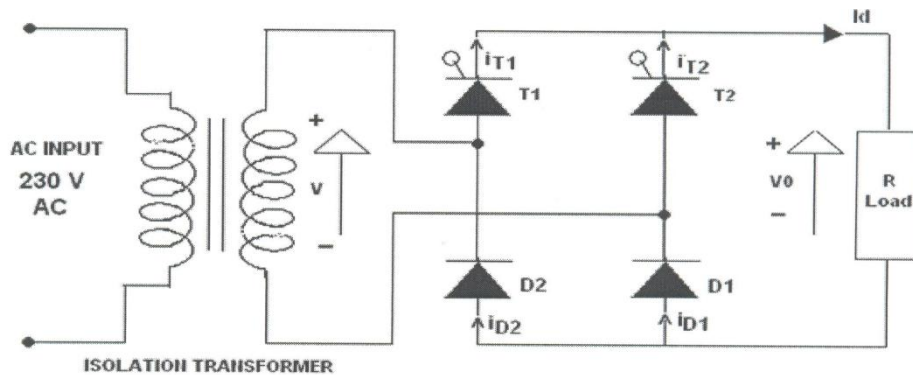 Id
iT1
iT2
T1
T2
AC INPUT
230 V
AC
+
V
–
+
V0
–
R
Load
D2
D1
iD2
iD1
ISOLATION TRANSFORMER